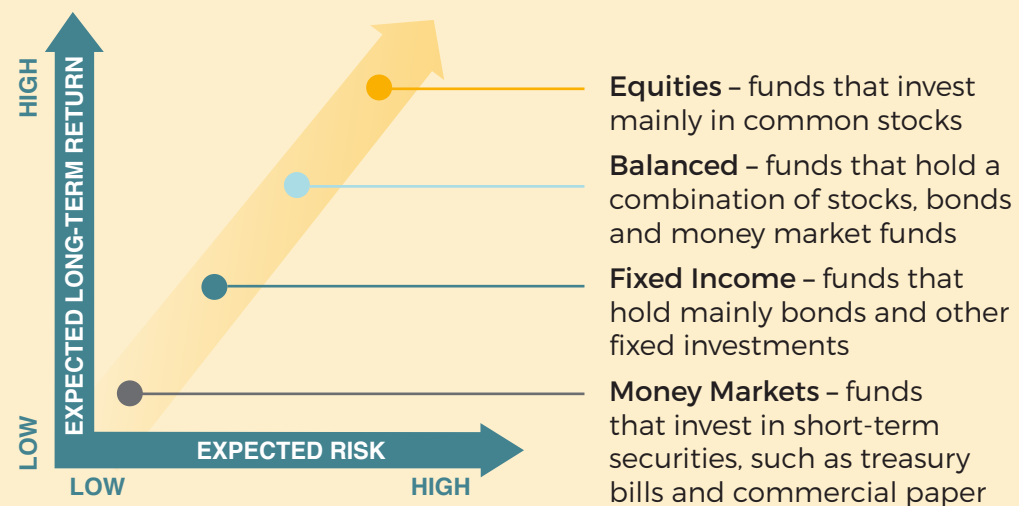 HIGH
EXPECTED LONG-TERM RETURN
LOW
EXPECTED RISK
LOW
HIGH
Equities – funds that invest
mainly in common stocks
Balanced – funds that hold a
combination of stocks, bonds
and money market funds
Fixed Income – funds that
hold mainly bonds and other
fixed investments
Money Markets – funds
that invest in short-term
securities, such as treasury
bills and commercial paper